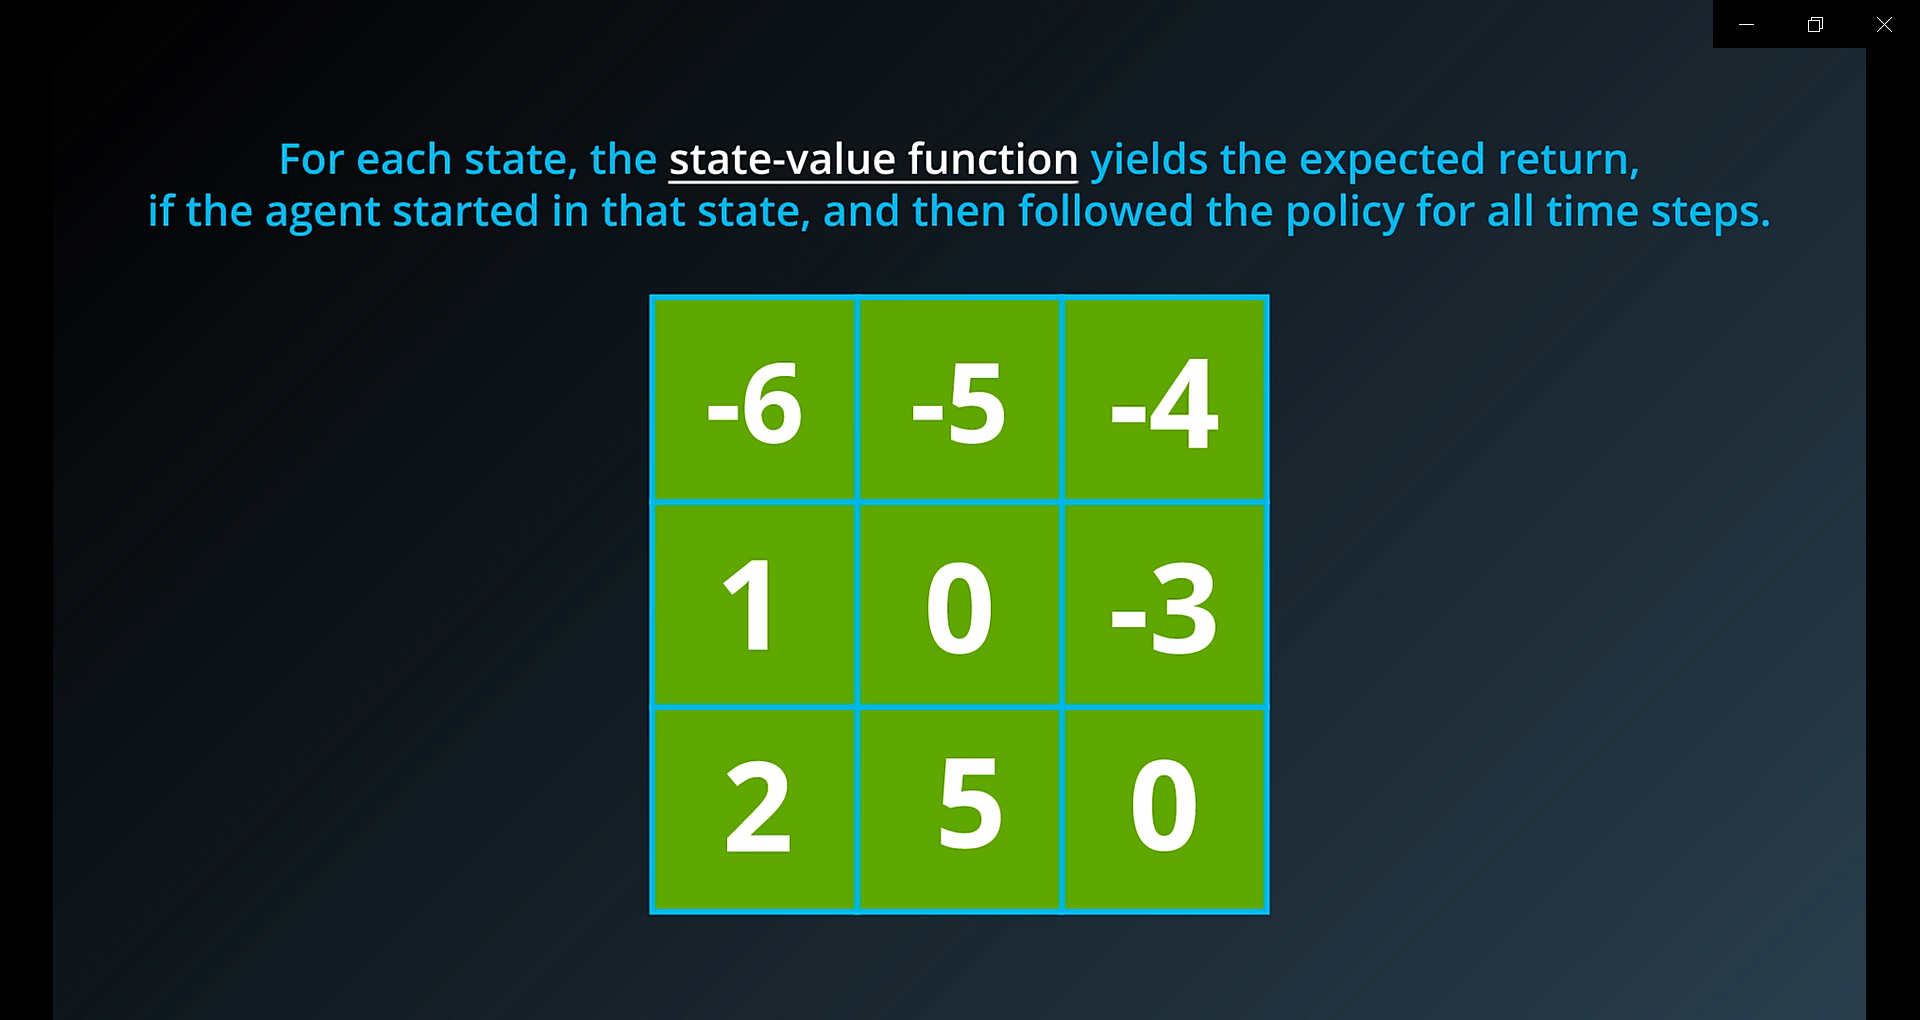 For each state, the state-value function yields the expected return,
if the agent started in that state, and then followed the policy for all time steps.
-6 -5 -4
1 0 -3
2 5 0